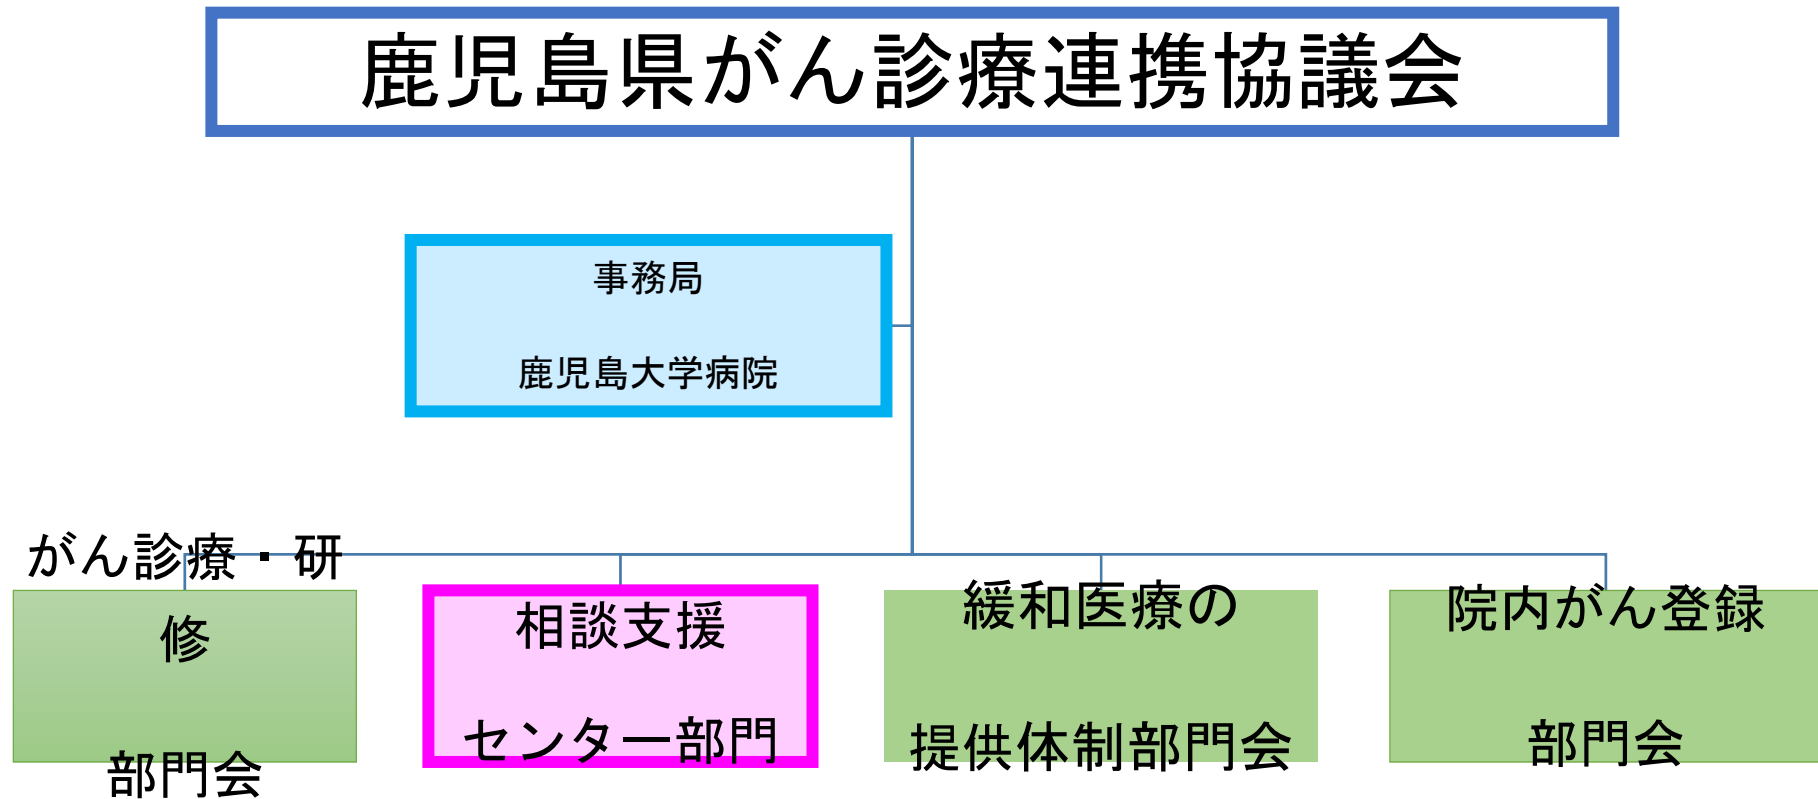 鹿児島県がん診療連携協議会
事務局
鹿児島大学病院
がん診療・研
修
部門会
相談支援
センター部門
緩和医療の
提供体制部門会
院内がん登録
部門会